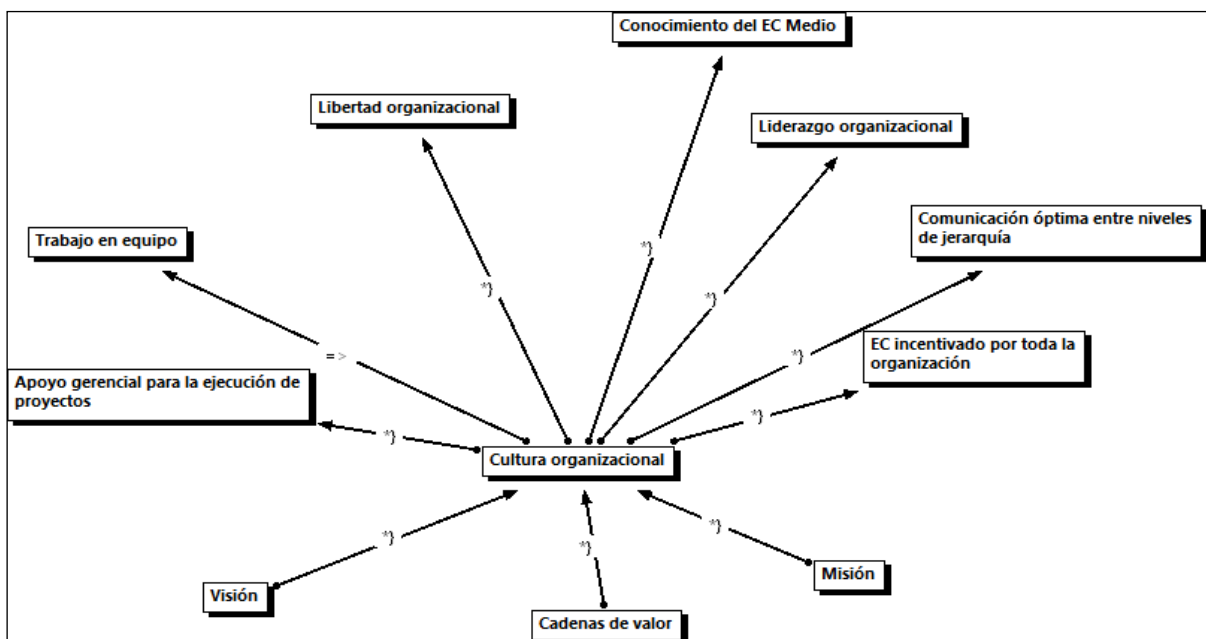 Conocimiento del EC Medio
Libertad organizacional
Liderazgo organizacional
Trabajo en equipo
Comunicación óptima entre niveles
de jerarquía
*}
*}
*}
=>
*}
EC incentivado por toda la
organización
Apoyo gerencial para la ejecución de
proyectos
*}
*}
Cultura organizacional
*}
*}
*}
Visión
Cadenas de valor
Misión